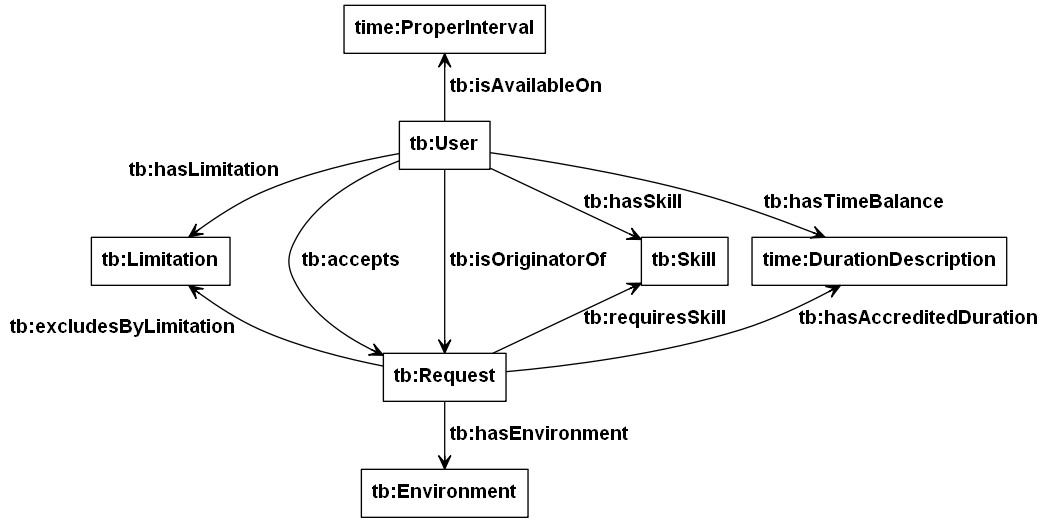 time:ProperInterval
tb:isAvailableOn
tb:User
tb:hasLimitation
tb:hasSkill
tb:hasTimeBalance
tb:Limitation
tb:accepts
tb:isOriginatorOf
tb:Skill
time:DurationDescription
tb:excludesByLimitation
tb:requiresSkill
tb:hasAccreditedDuration
tb:Request
tb:hasEnvironment
tb:Environment